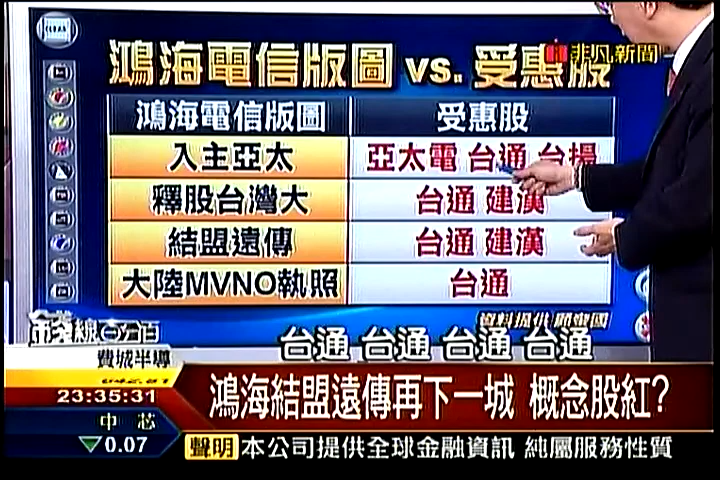 鴻海電信版圖 vs. 受惠股
非凡新聞
鴻海電信版圖 受惠股
入主亞太 亞太電 台通 台揚
釋股台灣大 台通 建漢
結盟遠傳 台通 建漢
大陸MVNO執照 台通
資料提供 顧奎國
台通 台通 台通 台通
費城半導
23:35:31
鴻海結盟遠傳再下一城 概念股紅?
中芯
▼0.07
聲明 本公司提供全球金融資訊 純屬服務性質